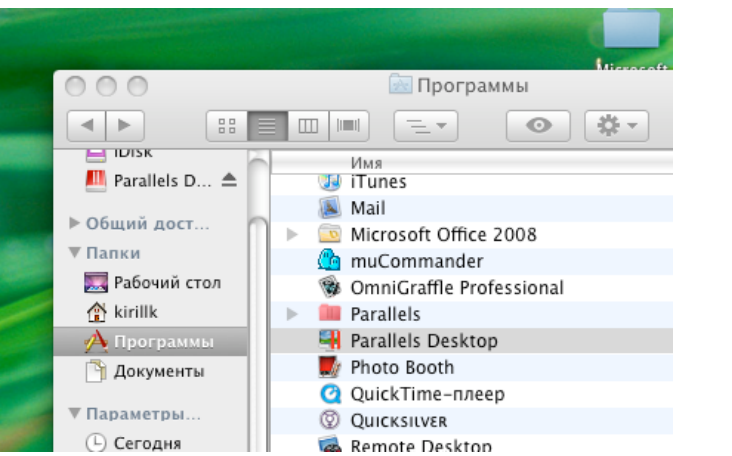 Microsoft
Программы
iDisk
Parallels D...
Общий дост...
Папки
Рабочий стол
kirillk
Программы
Документы
Параметры...
Сегодня
Имя
iTunes
Mail
Microsoft Office 2008
muCommander
OmniGraffle Professional
Parallels
Parallels Desktop
Photo Booth
QuickTime-плеер
Quicksilver
Remote Desktop